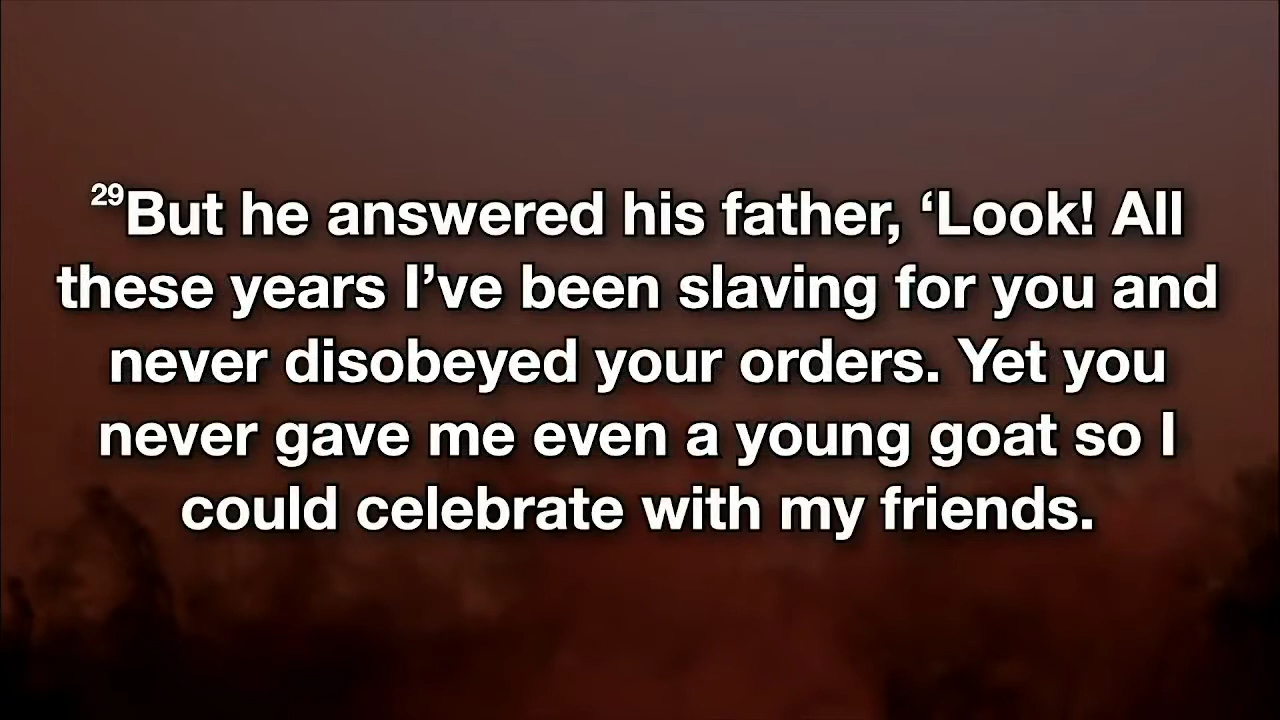 29But he answered his father, ‘Look! All
these years I’ve been slaving for you and
never disobeyed your orders. Yet you
never gave me even a young goat so I
could celebrate with my friends.